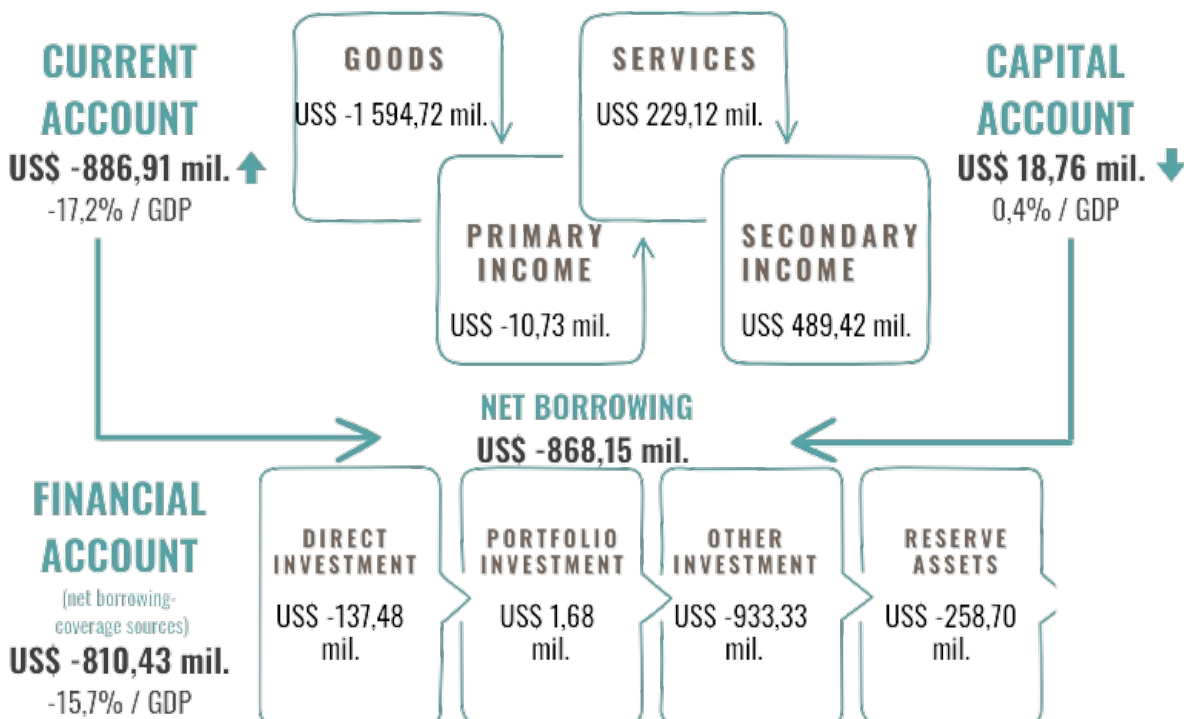 CURRENT
ACCOUNT
US$ -886,91 mil.
-17,2% / GDP
GOODS
US$ -1 594,72 mil.
SERVICES
US$ 229,12 mil.
CAPITAL
ACCOUNT
US$ 18,76 mil.
0,4% / GDP
PRIMARY
INCOME
US$ -10,73 mil.
SECONDARY
INCOME
US$ 489,42 mil.
NET BORROWING
US$ -868,15 mil.
FINANCIAL
ACCOUNT
(net borrowing-
coverage sources)
US$ -810,43 mil.
-15,7% / GDP
DIRECT
INVESTMENT
US$ -137,48
mil.
PORTFOLIO
INVESTMENT
US$ 1,68
mil.
OTHER
INVESTMENT
US$ -933,33
mil.
RESERVE
ASSETS
US$ -258,70
mil.